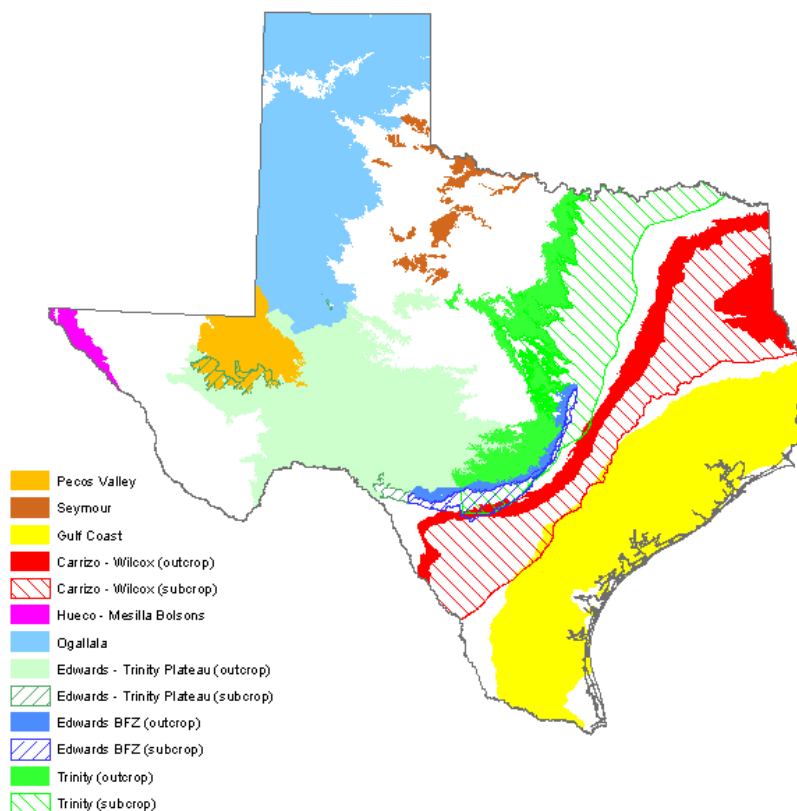 Pecos Valley
Seymour
Gulf Coast
Carrizo - Wilcox (outcrop)
Carrizo - Wilcox (subcrop)
Hueco - Mesilla Bolsons
Ogallala
Edwards - Trinity Plateau (outcrop)
Edwards - Trinity Plateau (subcrop)
Edwards BFZ (outcrop)
Edwards BFZ (subcrop)
Trinity (outcrop)
Trinity (subcrop)